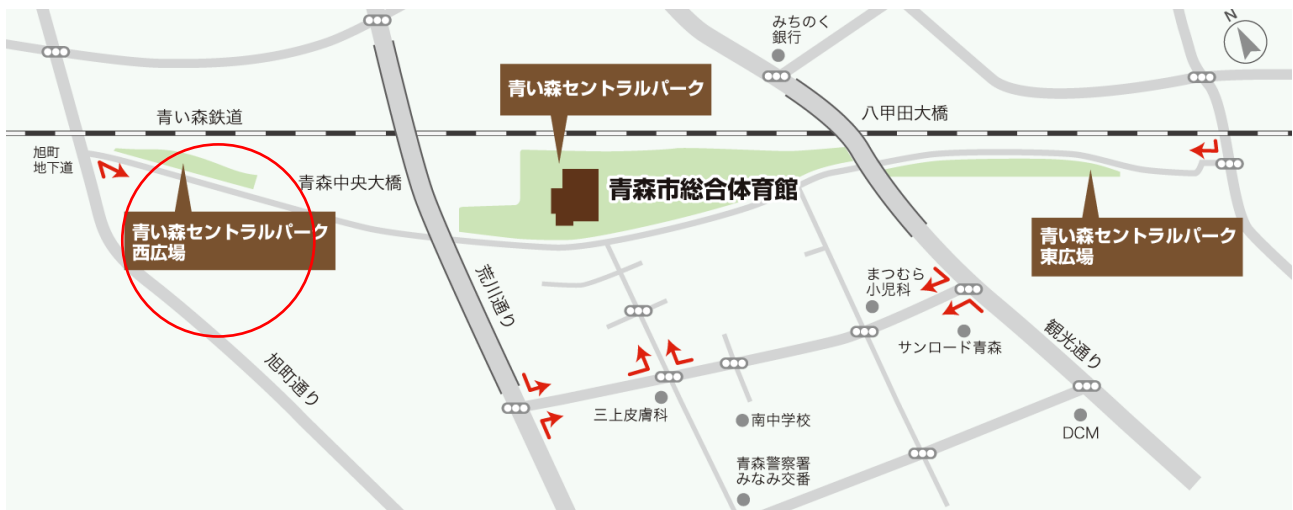 みちのく
銀行
N
青い森セントラルパーク
青い森鉄道
八甲田大橋
旭町
地下道
青森中央大橋
青森市総合体育館
青い森セントラルパーク
西広場
青い森セントラルパーク
東広場
荒川通り
まつむら
小児科
サンロード青森
観光通り
旭町通り
三上皮膚科
南中学校
DCM
青森警察署
みなみ交番